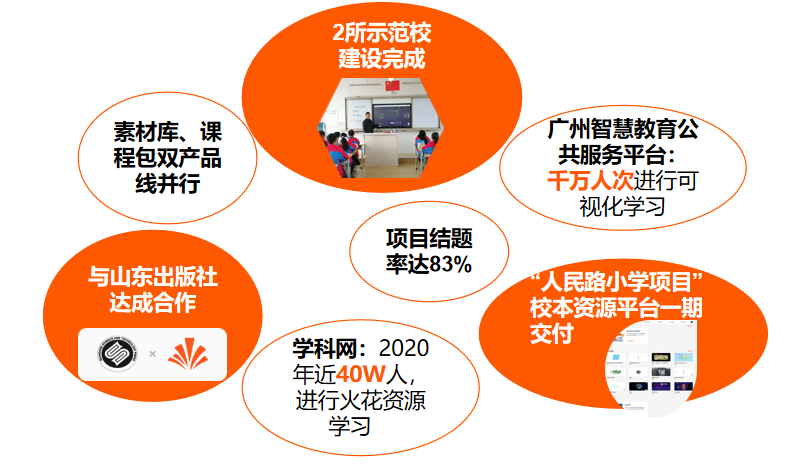 2所示范校
建设完成
素材库、课
程包双产品
线并行
广州智慧教育公
共服务平台：
千万人次进行可
视化学习
项目结题
率达83%
与山东出版社
达成合作
×
“人民路小学项目”
校本资源平台一期
交付
学科网：2020
年近40W人，
进行火花资源
学习